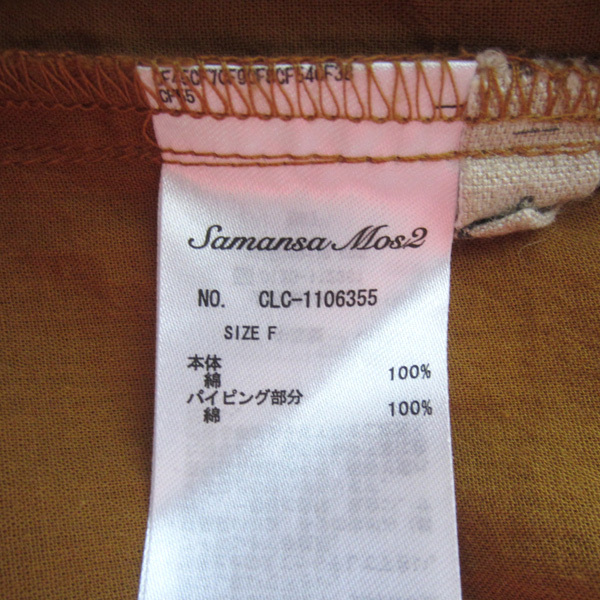 Samansa Mos2
NO. CLC-1106355
SIZE F
本体
綿 100%
パイピング部分
綿 100%